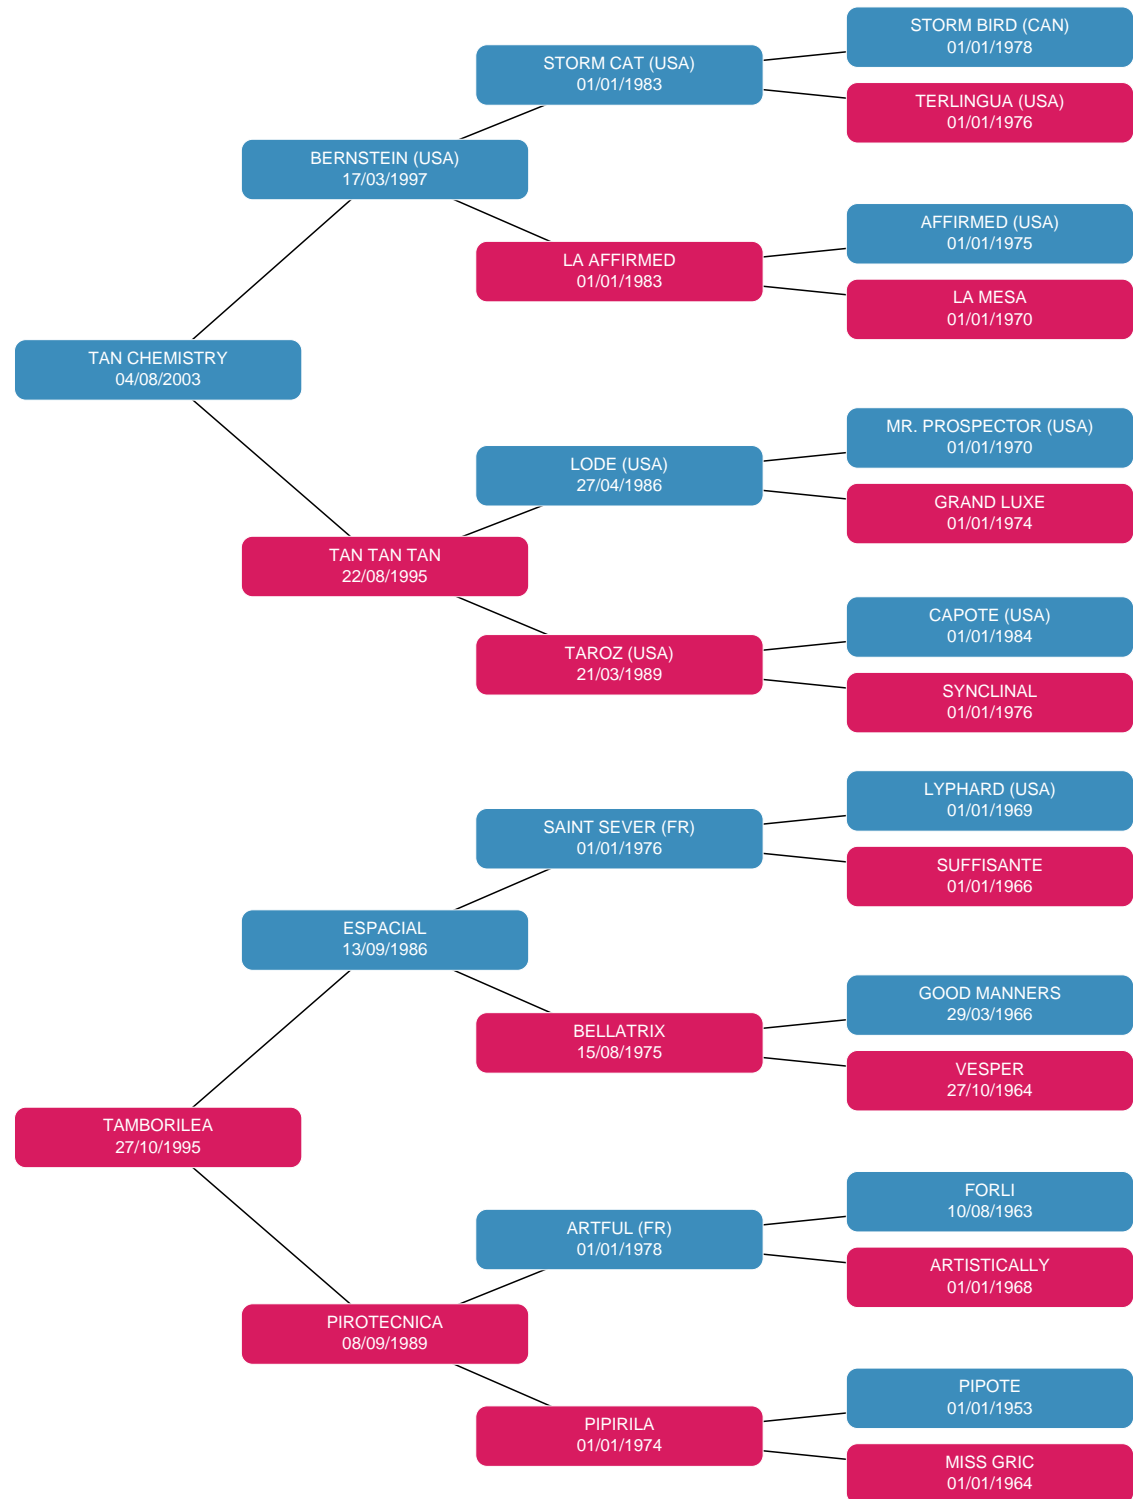 STORM BIRD (CAN)
01/01/1978
STORM CAT (USA)
01/01/1983
TERLINGUA (USA)
01/01/1976
BERNSTEIN (USA)
17/03/1997
AFFIRMED (USA)
01/01/1975
LA AFFIRMED
01/01/1983
LA MESA
01/01/1970
TAN CHEMISTRY
04/08/2003
MR. PROSPECTOR (USA)
01/01/1970
LODE (USA)
27/04/1986
GRAND LUXE
01/01/1974
TAN TAN TAN
22/08/1995
CAPOTE (USA)
01/01/1984
TAROZ (USA)
21/03/1989
SYNCLINAL
01/01/1976
LYPHARD (USA)
01/01/1969
SAINT SEVER (FR)
01/01/1976
SUFFISANTE
01/01/1966
ESPACIAL
13/09/1986
GOOD MANNERS
29/03/1966
BELLATRIX
15/08/1975
VESPER
27/10/1964
TAMBORILEA
27/10/1995
FORLI
10/08/1963
ARTFUL (FR)
01/01/1978
ARTISTICALLY
01/01/1968
PIROTECNICA
08/09/1989
PIPOTE
01/01/1953
PIPIRILA
01/01/1974
MISS GRIC
01/01/1964